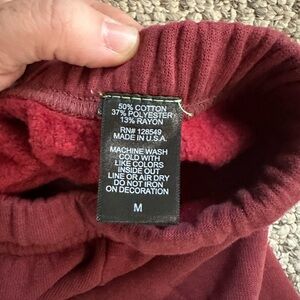 50% COTTON
37% POLYESTER
13% RAYON
RN# 128549
MADE IN U.S.A.
MACHINE WASH
COLD WITH
LIKE COLORS
INSIDE OUT
LINE OR AIR DRY
DO NOT IRON
ON DECORATION
M